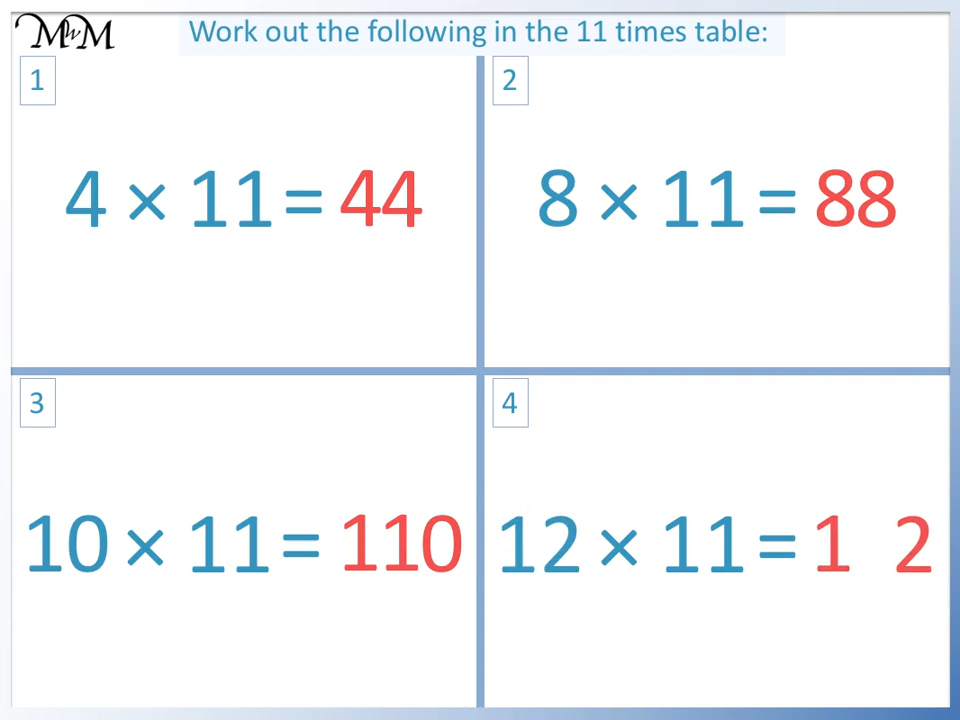 MwM
Work out the following in the 11 times table:
1
4 × 11 = 44
2
8 × 11 = 88
3
10 × 11 = 110
4
12 × 11 = 1 2